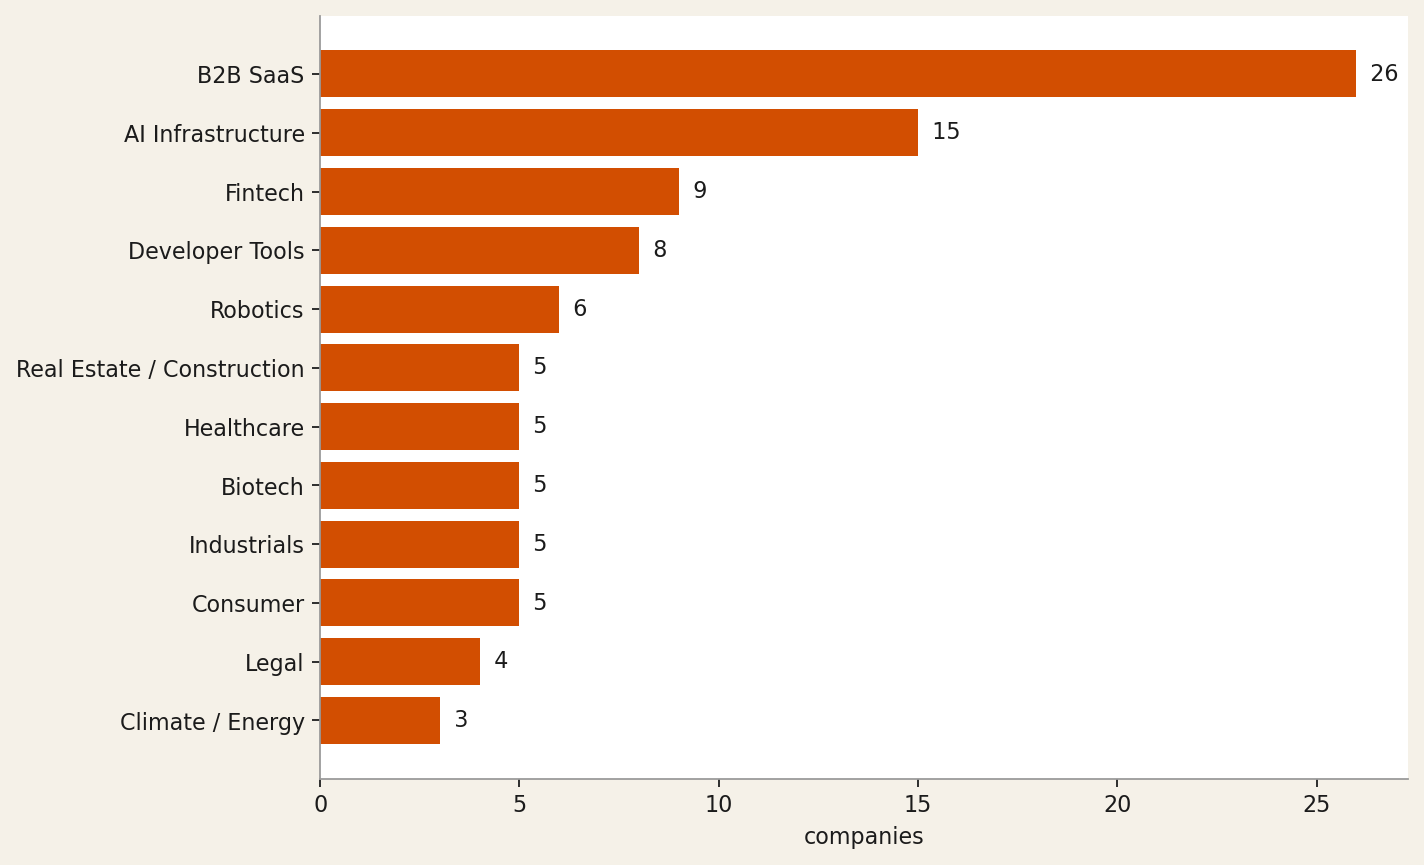 B2B SaaS 26
AI Infrastructure 15
Fintech 9
Developer Tools 8
Robotics 6
Real Estate / Construction 5
Healthcare 5
Biotech 5
Industrials 5
Consumer 5
Legal 4
Climate / Energy 3
0 5 10 15 20 25
companies